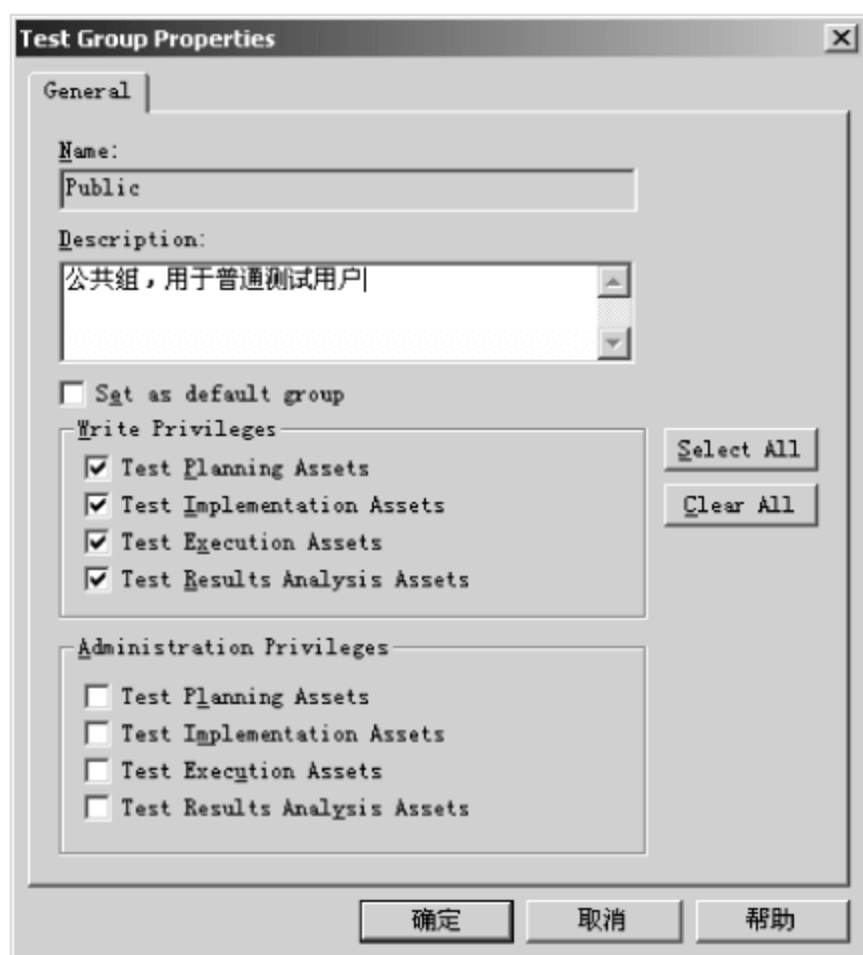 Test Group Properties
General
Name:
Public
Description:
公共组，用于普通测试用户
Set as default group
Write Privileges
Test Planning Assets
Test Implementation Assets
Test Execution Assets
Test Results Analysis Assets
Select All
Clear All
Administration Privileges
Test Planning Assets
Test Implementation Assets
Test Execution Assets
Test Results Analysis Assets
确定 取消 帮助